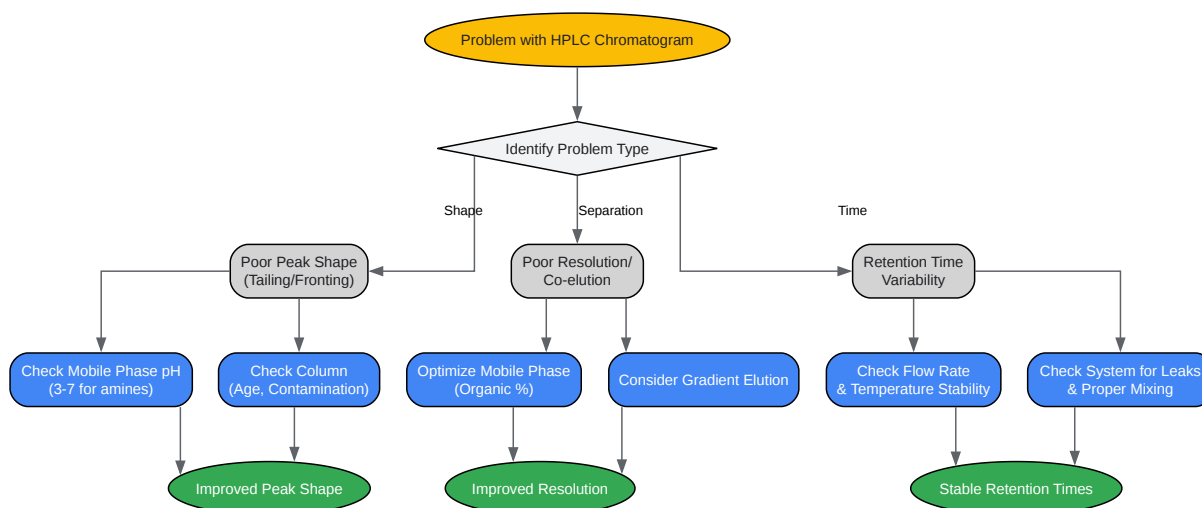 Problem with HPLC Chromatogram
Identify Problem Type
Shape
Separation
Time
Poor Peak Shape
(Tailing/Fronting)
Poor Resolution/
Co-elution
Retention Time
Variability
Check Mobile Phase pH
(3-7 for amines)
Check Column
(Age, Contamination)
Optimize Mobile Phase
(Organic %)
Consider Gradient Elution
Check Flow Rate
& Temperature Stability
Check System for Leaks
& Proper Mixing
Improved Peak Shape
Improved Resolution
Stable Retention Times